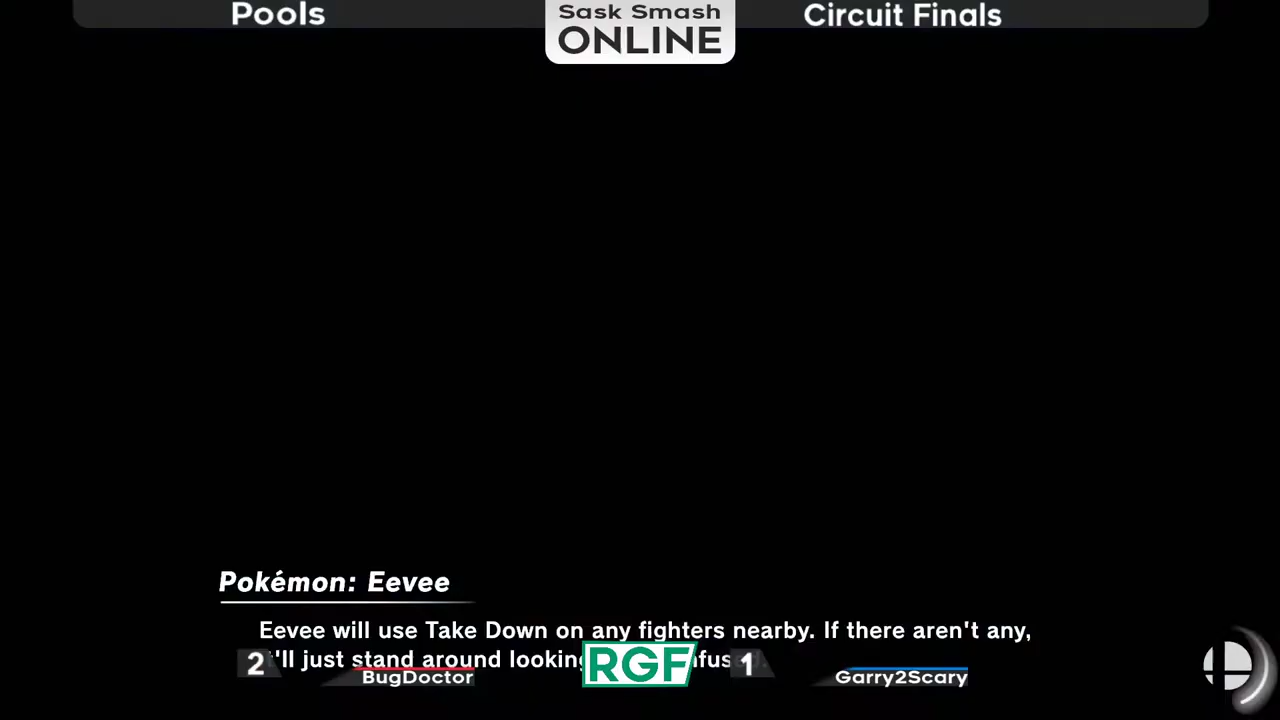 Pools
Sask Smash
ONLINE
Circuit Finals
Pokémon: Eevee
Eevee will use Take Down on any fighters nearby. If there aren't any,
'll just stand around looking
2
BugDoctor
RGF
1
Garry2Scary